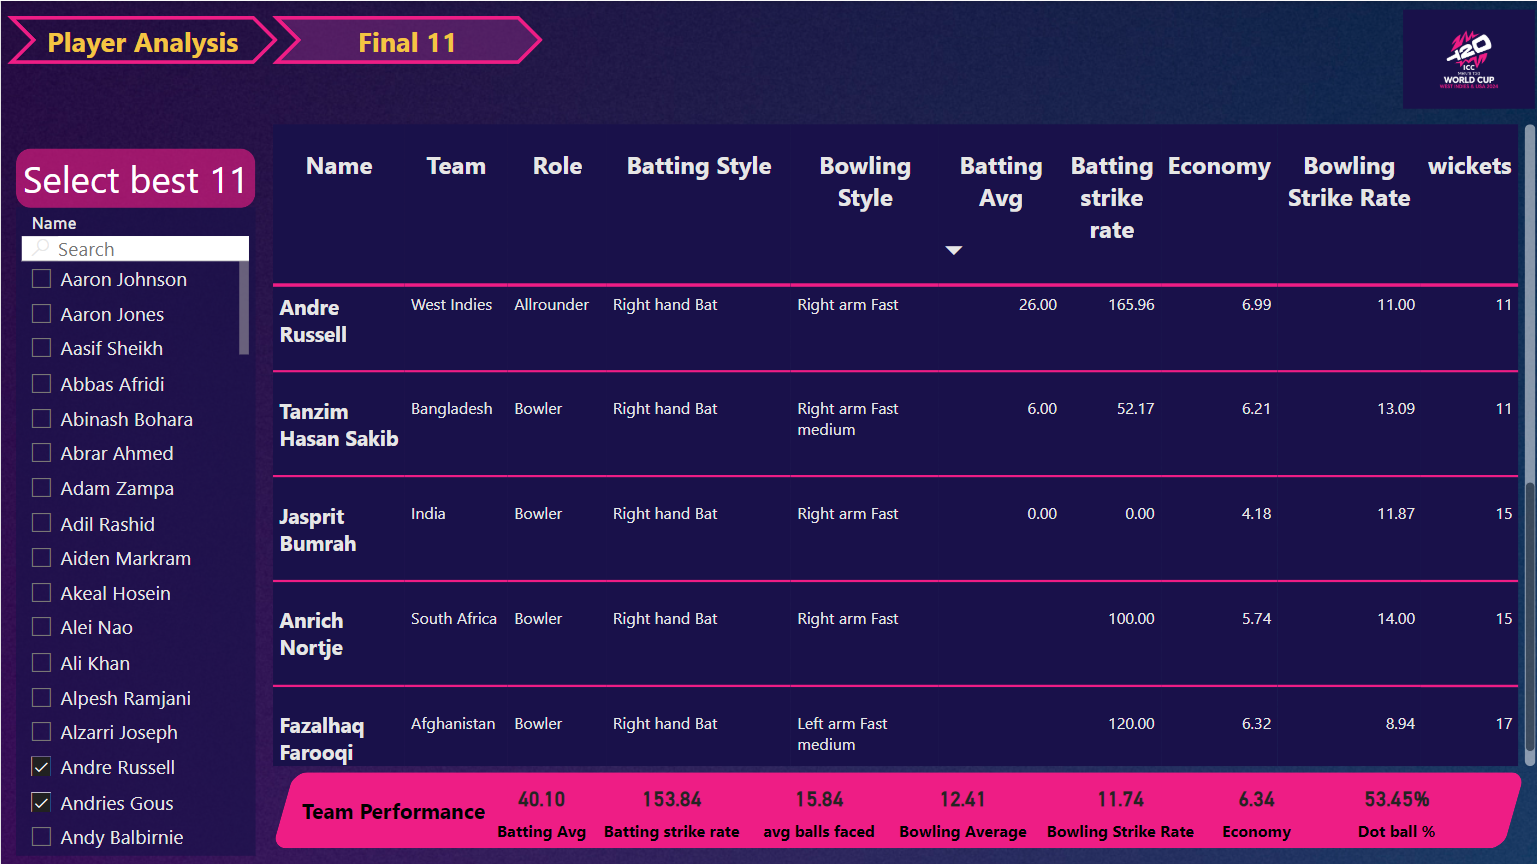 Player Analysis
Final 11
T20
ICC
MEN'S T20
WORLD CUP
WEST INDIES & USA 2024
Select best 11
Name
Search
Aaron Johnson
Aaron Jones
Aasif Sheikh
Abbas Afridi
Abinash Bohara
Abrar Ahmed
Adam Zampa
Adil Rashid
Aiden Markram
Akeal Hosein
Alei Nao
Ali Khan
Alpesh Ramjani
Alzarri Joseph
Andre Russell
Andries Gous
Andy Balbirnie
Name Team Role Batting Style Bowling Batting Batting Economy Bowling wickets
Style Avg strike Strike Rate
rate
Andre West Indies Allrounder Right hand Bat Right arm Fast 26.00 165.96 6.99 11.00 11
Russell
Tanzim Bangladesh Bowler Right hand Bat Right arm Fast 6.00 52.17 6.21 13.09 11
Hasan Sakib medium
Jasprit India Bowler Right hand Bat Right arm Fast 0.00 0.00 4.18 11.87 15
Bumrah
Anrich South Africa Bowler Right hand Bat Right arm Fast 100.00 5.74 14.00 15
Nortje
Fazalhaq Afghanistan Bowler Right hand Bat Left arm Fast 120.00 6.32 8.94 17
Farooqi medium
Team Performance
40.10 153.84 15.84 12.41 11.74 6.34 53.45%
Batting Avg Batting strike rate avg balls faced Bowling Average Bowling Strike Rate Economy Dot ball %